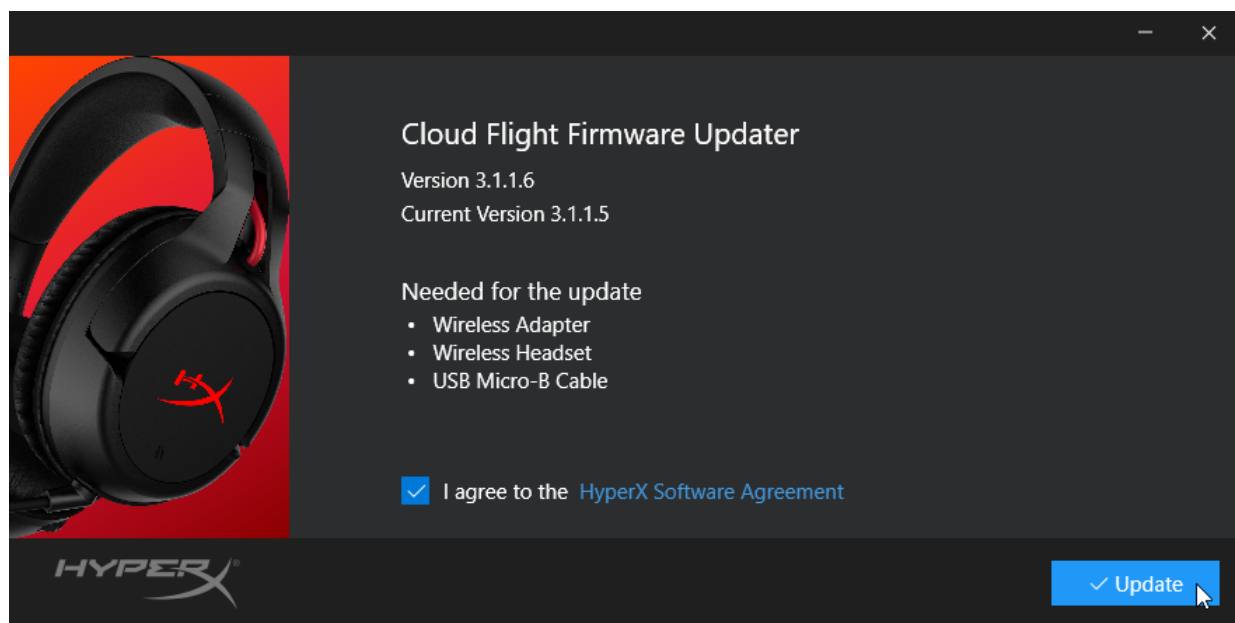 Cloud Flight Firmware Updater
Version 3.1.1.6
Current Version 3.1.1.5
Needed for the update
• Wireless Adapter
• Wireless Headset
• USB Micro-B Cable
I agree to the HyperX Software Agreement
HYPERX®
Update